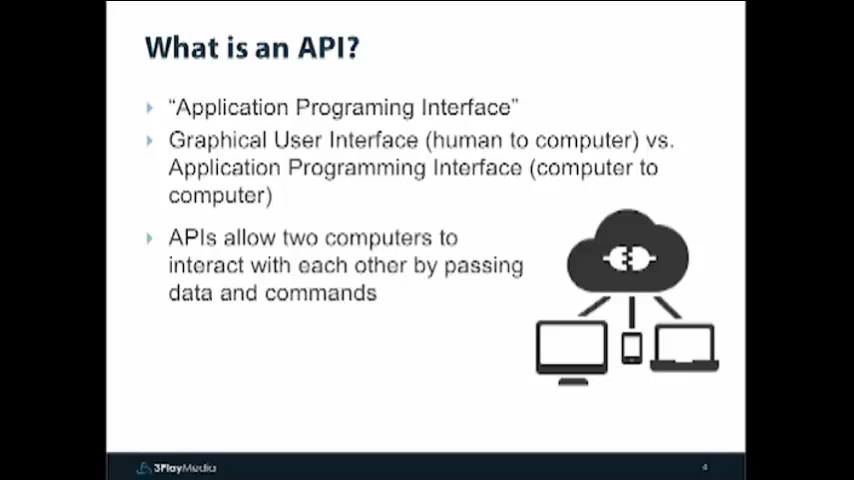 What is an API?
“Application Programing Interface”
Graphical User Interface (human to computer) vs.
Application Programming Interface (computer to
computer)
APIs allow two computers to
interact with each other by passing
data and commands
3PlayMedia
4